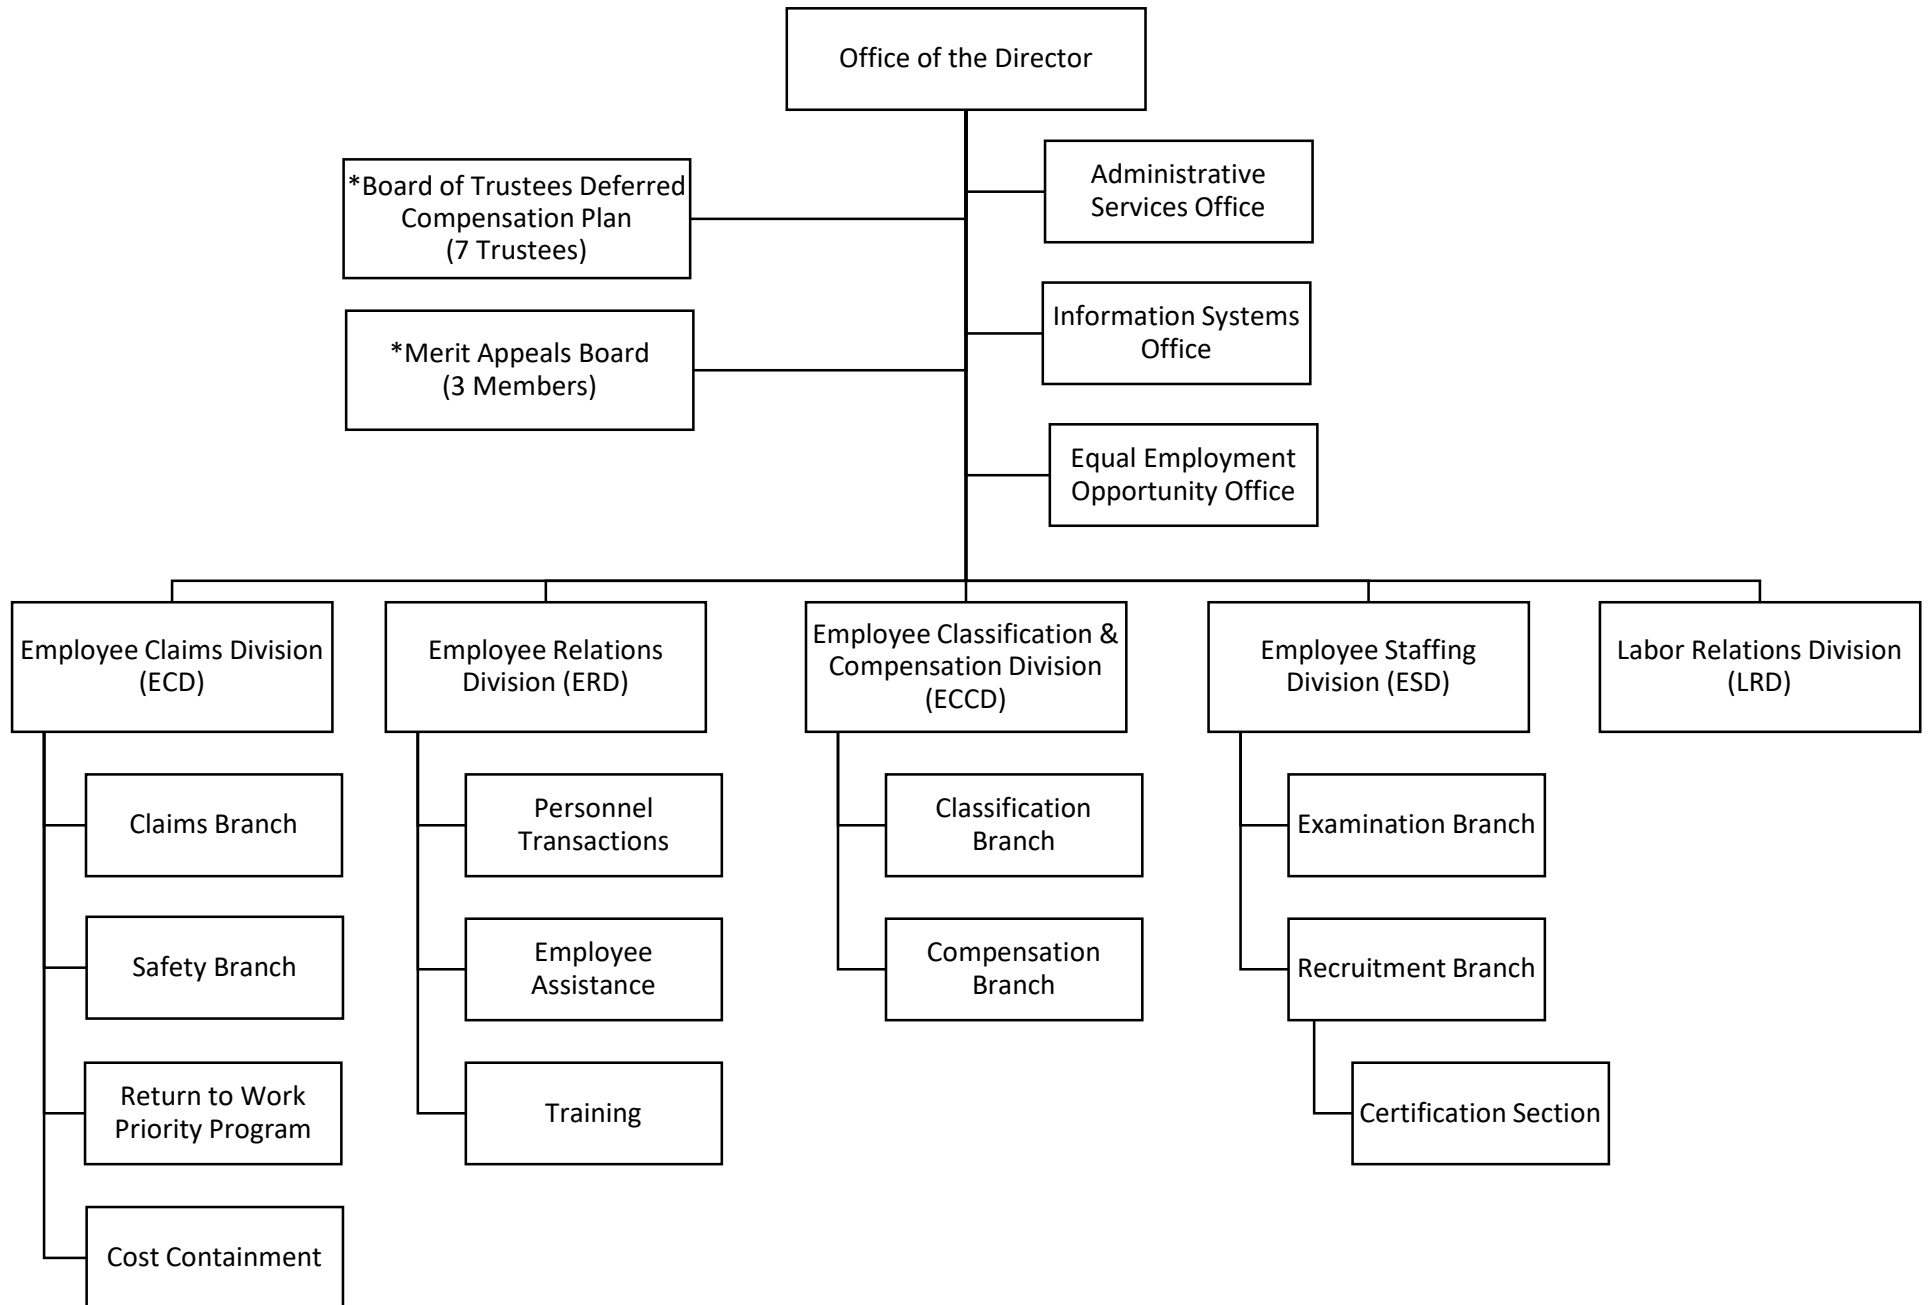 Office of the Director
*Board of Trustees Deferred
Compensation Plan
(7 Trustees)
Administrative
Services Office
*Merit Appeals Board
(3 Members)
Information Systems
Office
Equal Employment
Opportunity Office
Employee Claims Division
(ECD)
Employee Relations
Division (ERD)
Employee Classification &
Compensation Division
(ECCD)
Employee Staffing
Division (ESD)
Labor Relations Division
(LRD)
Claims Branch
Safety Branch
Return to Work
Priority Program
Cost Containment
Personnel
Transactions
Employee
Assistance
Training
Classification
Branch
Compensation
Branch
Examination Branch
Recruitment Branch
Certification Section